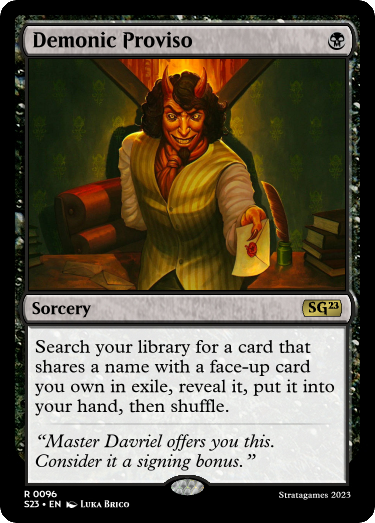 Demonic Proviso
Sorcery
SG23
Search your library for a card that
shares a name with a face-up card
you own in exile, reveal it, put it into
your hand, then shuffle.
“Master Davriel offers you this.
Consider it a signing bonus.”
R 0096
S23 • EN Luka Brico
Stratagames 2023